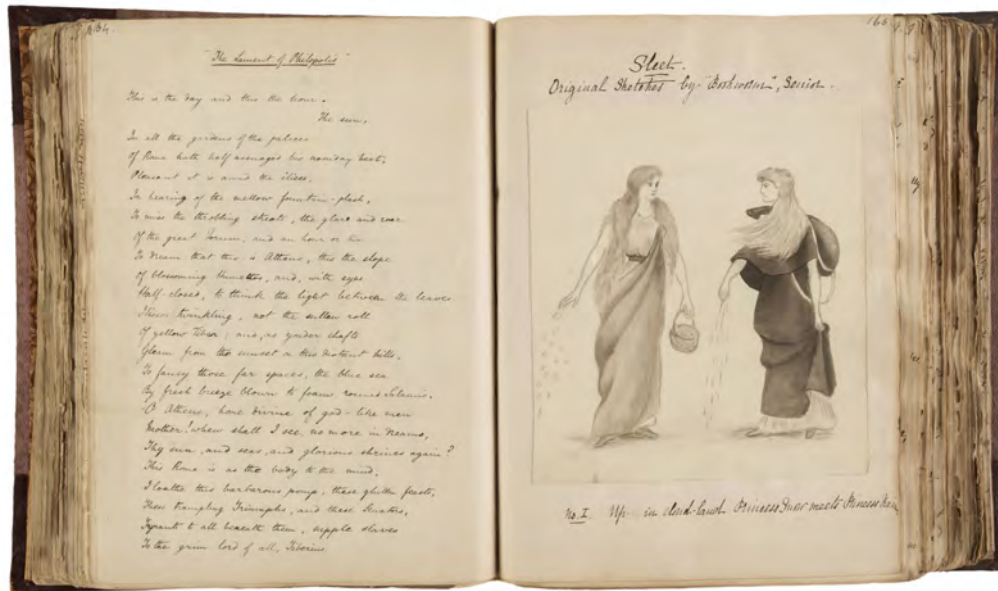 164.
"The Lament of Philopolis"
This is the day and this the hour.
The sun,
In all the gardens of the palaces
Of Rome hath half assuaged his noonday heat,
Pleasant it is amid the ilices,
In hearing of the mellow fountain-plash,
To miss the throbbing streets, the glare and roar
Of the great Forum, and an hour or two
To dream that this is Athens, this the slope
Of blossoming Hymettus, and, with eyes
Half-closed, to think the light between the leaves
Ilissus twinkling, not the sullen roll
Of yellow Tiber; and, as yonder shafts
Gleam from the sunset on the distant hills,
To fancy those far spaces, the blue sea
By fresh breeze blown to foam round Salamis.
O Athens, home divine of god-like men
Mother! when shall I see, no more in dreams,
Thy sun, and seas, and glorious shrines again?
This Rome is as the body to the mind,
I loathe this barbarous pomp, these glutton feasts,
These trampling Triumphs, and these Senators,
Tyrants to all beneath them, supple slaves
To the grim lord of all, Tiberius.
165
Sleet.
Original Sketches by "Bookworm", Senior.
No. I. Up in cloud-land Princess Snow meets Princess Rain